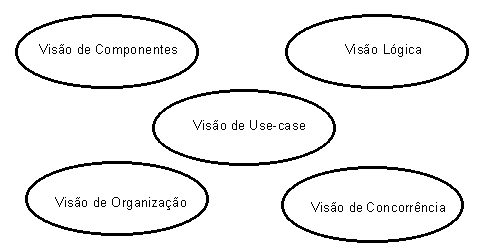 Visão de Componentes
Visão Lógica
Visão de Use-case
Visão de Organização
Visão de Concorrência